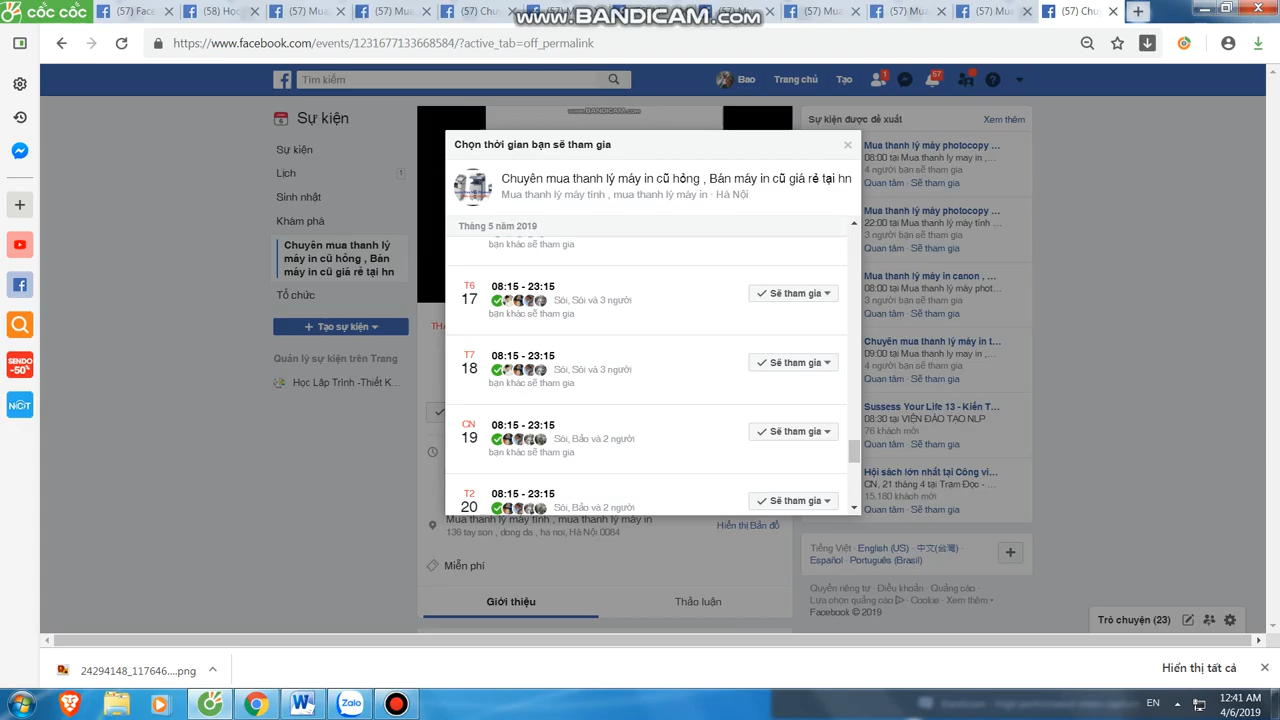 cốc cốc
(57) Face
(58) Họ
(57) Mua
(57) Mua,
(57) Chu
(57) Mua
(57) Mua
(57) Mua
(57) Chuy
www.BANDICAM.com
https://www.facebook.com/events/1231677133668584/?active_tab=off_permalink
Tìm kiếm
Bao
Trang chủ
Tạo
1
57
Sự kiện
Sự kiện
Lịch
1
Sinh nhật
Khám phá
Chuyên mua thanh lý
máy in cũ hỏng , Bán
máy in cũ giá rẻ tại hn
Tổ chức
+ Tạo sự kiện
Quản lý sự kiện trên Trang
Học Lập Trình -Thiết K...
SENDO
-50%
NCT
www.BANDICAM.com
Chọn thời gian bạn sẽ tham gia
Chuyên mua thanh lý máy in cũ hỏng , Bán máy in cũ giá rẻ tại hn
Mua thanh lý máy tính , mua thanh lý máy in · Hà Nội
Tháng 5 năm 2019
bạn khác sẽ tham gia
T6
17
08:15 - 23:15
Sói, Sói và 3 người
bạn khác sẽ tham gia
Sẽ tham gia
T7
18
08:15 - 23:15
Sói, Sói và 3 người
bạn khác sẽ tham gia
Sẽ tham gia
CN
19
08:15 - 23:15
Sói, Bảo và 2 người
bạn khác sẽ tham gia
Sẽ tham gia
T2
20
08:15 - 23:15
Sói, Bảo và 2 người
Sẽ tham gia
Mua thanh lý máy tính , mua thanh lý máy in
136 tay son , dong da , ha noi, Hà Nội 0084
Hiển thị Bản đồ
Miễn phí
Giới thiệu
Thảo luận
Sự kiện được đề xuất
Xem thêm
Mua thanh lý máy photocopy ...
08:00 tại Mua thanh lý may in ,...
4 người bạn sẽ tham gia
Quan tâm · Sẽ tham gia
Mua thanh lý máy photocopy ...
22:00 tại Mua thanh lý máy tính ...
3 người bạn sẽ tham gia
Quan tâm · Sẽ tham gia
Mua thanh lý máy in canon , ...
08:00 tại Mua thanh lý máy phot...
3 người bạn sẽ tham gia
Quan tâm · Sẽ tham gia
Chuyên mua thanh lý máy in t...
09:00 tại Mua thanh lý máy in ,...
4 người bạn sẽ tham gia
Quan tâm · Sẽ tham gia
Sussess Your Life 13 - Kiến T...
08:30 tại VIỆN ĐÀO TẠO NLP
76 khách mời
Quan tâm · Sẽ tham gia
Hội sách lớn nhất tại Công vi...
CN, 21 tháng 4 tại Trạm Đọc - ...
15.180 khách mời
Quan tâm · Sẽ tham gia
Tiếng Việt · English (US) · 中文(台灣) ·
Español · Português (Brasil)
Quyền riêng tư · Điều khoản · Quảng cáo ·
Lựa chọn quảng cáo · Cookie · Xem thêm
Facebook © 2019
Trò chuyện (23)
24294148_117646....png
Hiển thị tất cả
Zalo
EN
12:41 AM
4/6/2019